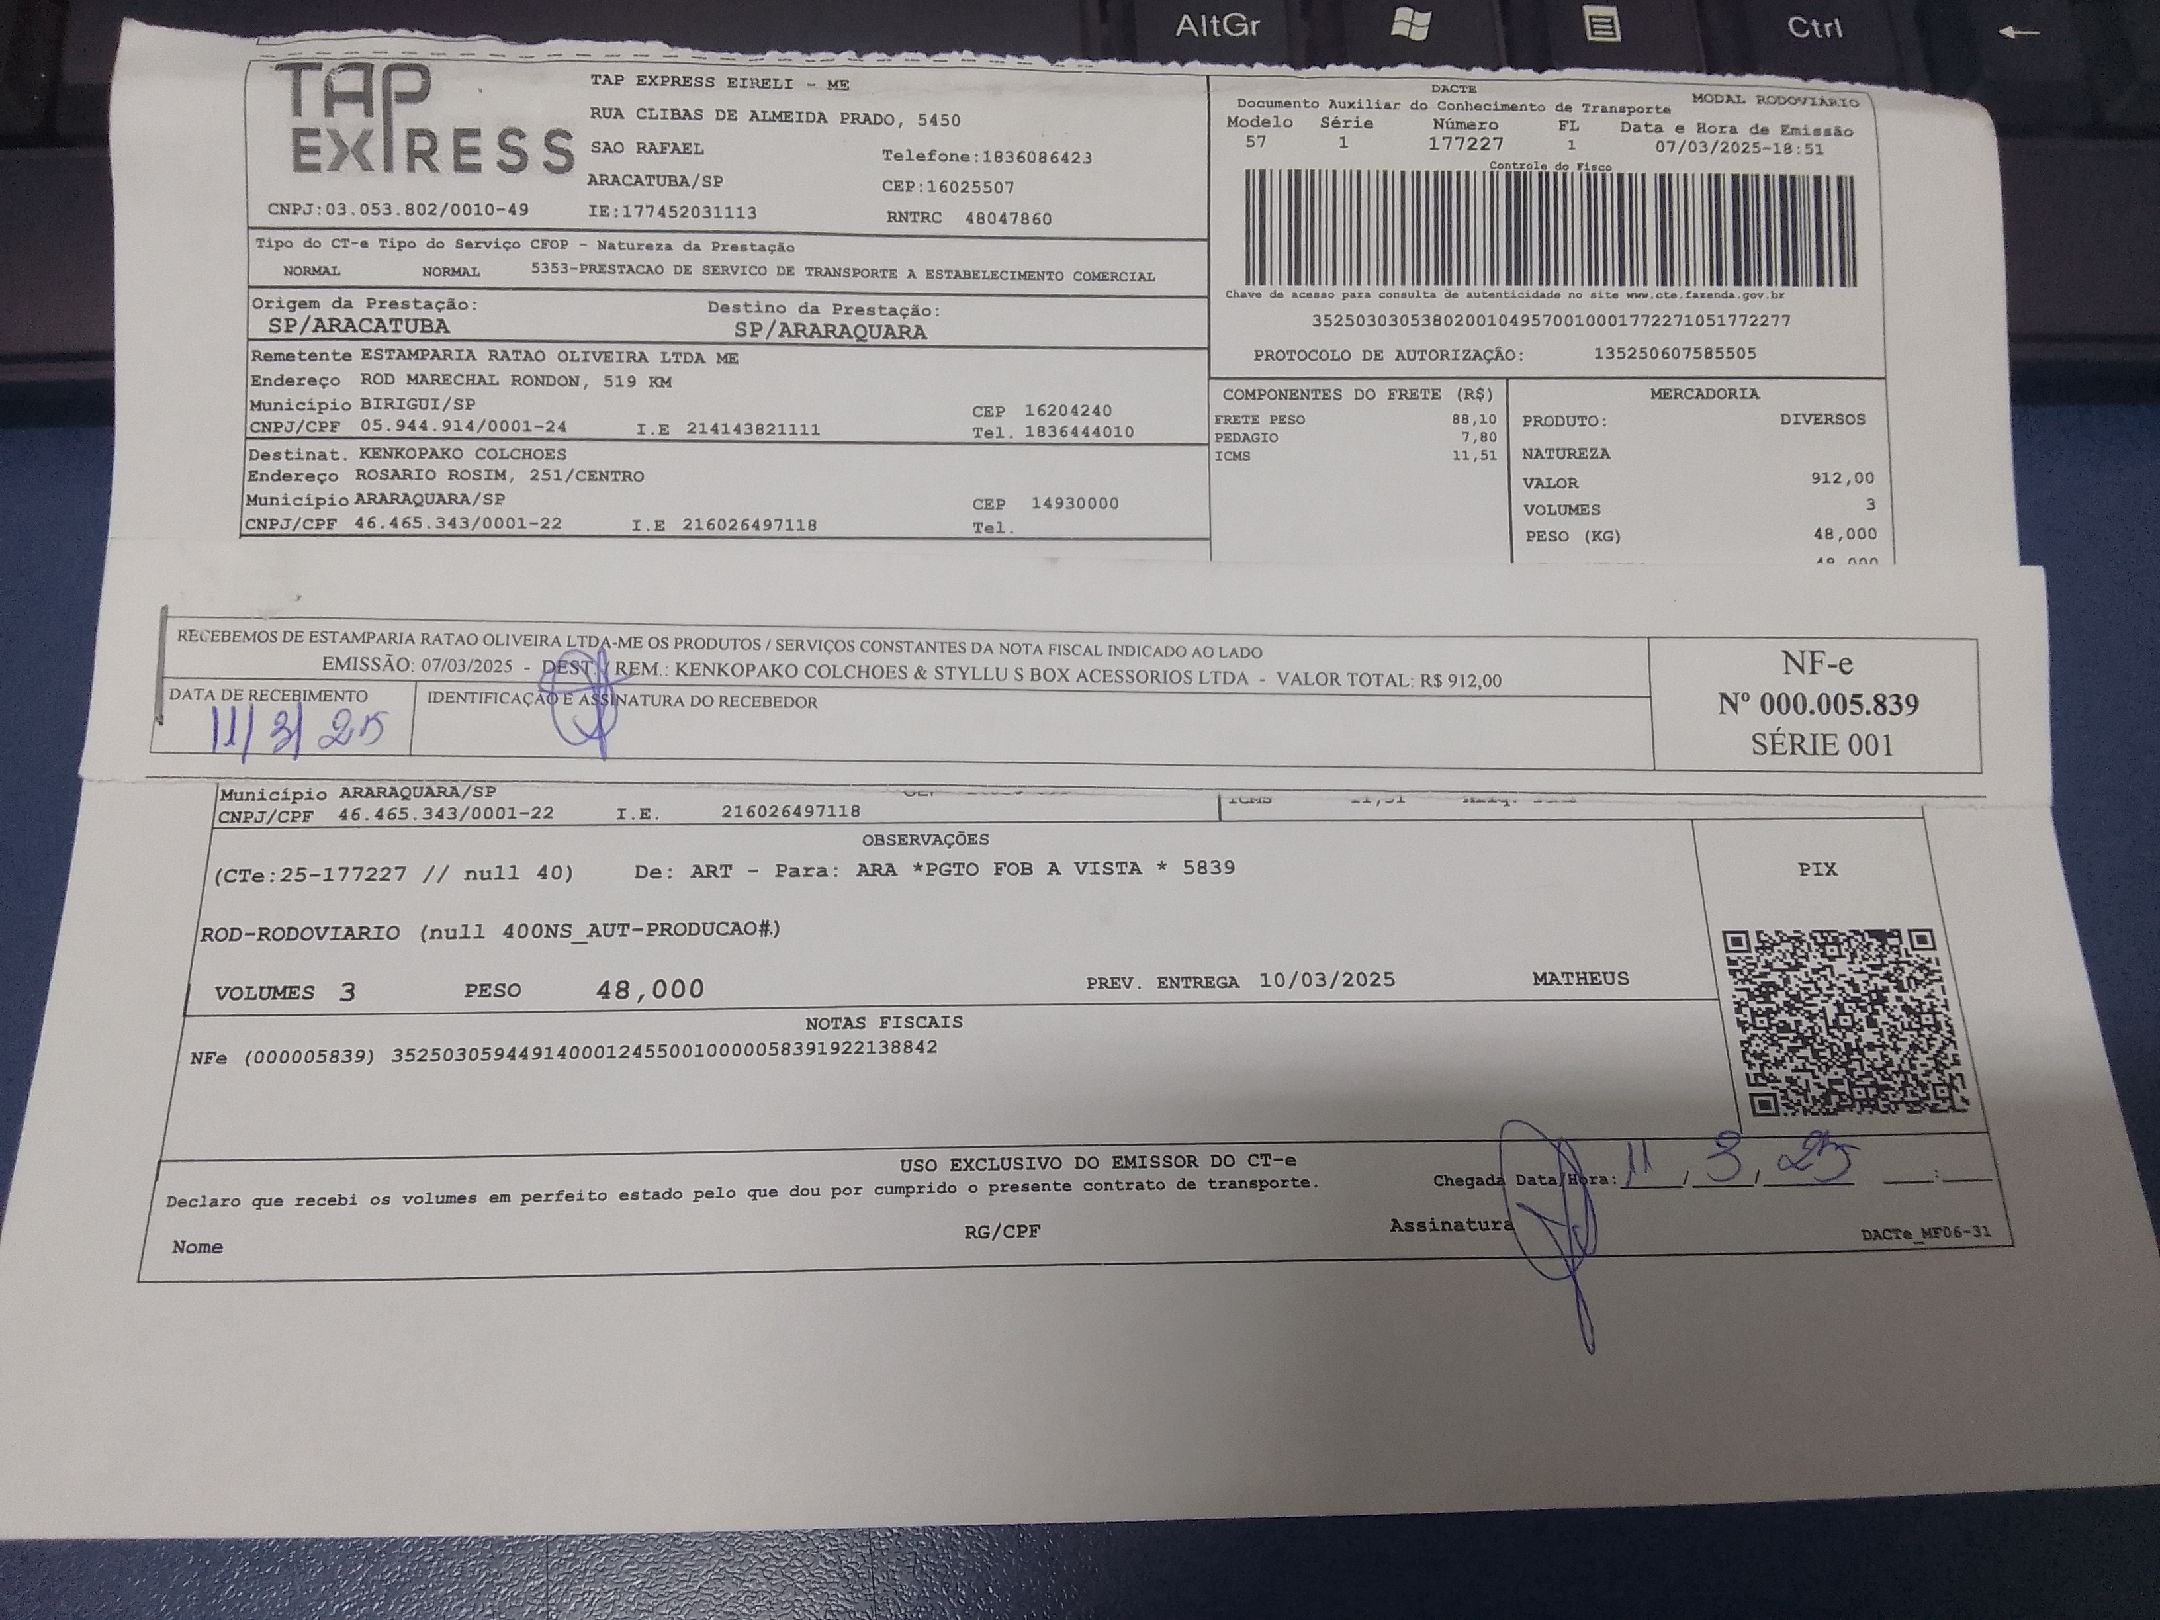 AltGr
Ctrl
←
TAP
EXPRESS
TAP EXPRESS EIRELI - ME
RUA CLIBAS DE ALMEIDA PRADO, 5450
SAO RAFAEL
Telefone:1836086423
ARACATUBA/SP
CEP:16025507
CNPJ:03.053.802/0010-49
IE:177452031113
RNTRC 48047860
DACTE
MODAL RODOVIÁRIO
Documento Auxiliar do Conhecimento de Transporte
Modelo Série Número FL Data e Hora de Emissão
57 1 177227 1 07/03/2025-18:51
Controle do Fisco
Chave de acesso para consulta de autenticidade no site www.cte.fazenda.gov.br
35250303053802001049570010001772271051772277
PROTOCOLO DE AUTORIZAÇÃO: 135250607585505
Tipo do CT-e Tipo do Serviço CFOP - Natureza da Prestação
NORMAL NORMAL 5353-PRESTACAO DE SERVICO DE TRANSPORTE A ESTABELECIMENTO COMERCIAL
Origem da Prestação: Destino da Prestação:
SP/ARACATUBA SP/ARARAQUARA
Remetente ESTAMPARIA RATAO OLIVEIRA LTDA ME
Endereço ROD MARECHAL RONDON, 519 KM
Município BIRIGUI/SP CEP 16204240
CNPJ/CPF 05.944.914/0001-24 I.E 214143821111 Tel. 1836444010
Destinat. KENKOPAKO COLCHOES
Endereço ROSARIO ROSIM, 251/CENTRO
Município ARARAQUARA/SP CEP 14930000
CNPJ/CPF 46.465.343/0001-22 I.E 216026497118 Tel.
COMPONENTES DO FRETE (R$)
FRETE PESO 88,10
PEDAGIO 7,80
ICMS 11,51
MERCADORIA
PRODUTO: DIVERSOS
NATUREZA
VALOR 912,00
VOLUMES 3
PESO (KG) 48,000
RECEBEMOS DE ESTAMPARIA RATAO OLIVEIRA LTDA-ME OS PRODUTOS / SERVIÇOS CONSTANTES DA NOTA FISCAL INDICADO AO LADO
EMISSÃO: 07/03/2025 - DEST. / REM.: KENKOPAKO COLCHOES & STYLLU S BOX ACESSORIOS LTDA - VALOR TOTAL: R$ 912,00
DATA DE RECEBIMENTO
11/3/25
IDENTIFICAÇÃO E ASSINATURA DO RECEBEDOR
NF-e
Nº 000.005.839
SÉRIE 001
Município ARARAQUARA/SP
CNPJ/CPF 46.465.343/0001-22 I.E. 216026497118
OBSERVAÇÕES
(CTe:25-177227 // null 40) De: ART - Para: ARA *PGTO FOB A VISTA * 5839
ROD-RODOVIARIO (null 400NS_AUT-PRODUCAO#.)
VOLUMES 3 PESO 48,000 PREV. ENTREGA 10/03/2025 MATHEUS
PIX
NOTAS FISCAIS
NFe (000005839) 35250305944914000124550010000058391922138842
USO EXCLUSIVO DO EMISSOR DO CT-e
Declaro que recebi os volumes em perfeito estado pelo que dou por cumprido o presente contrato de transporte.
Chegada Data/Hora: 11 / 3 / 25 :
Nome RG/CPF Assinatura
DACTe_MF06-31